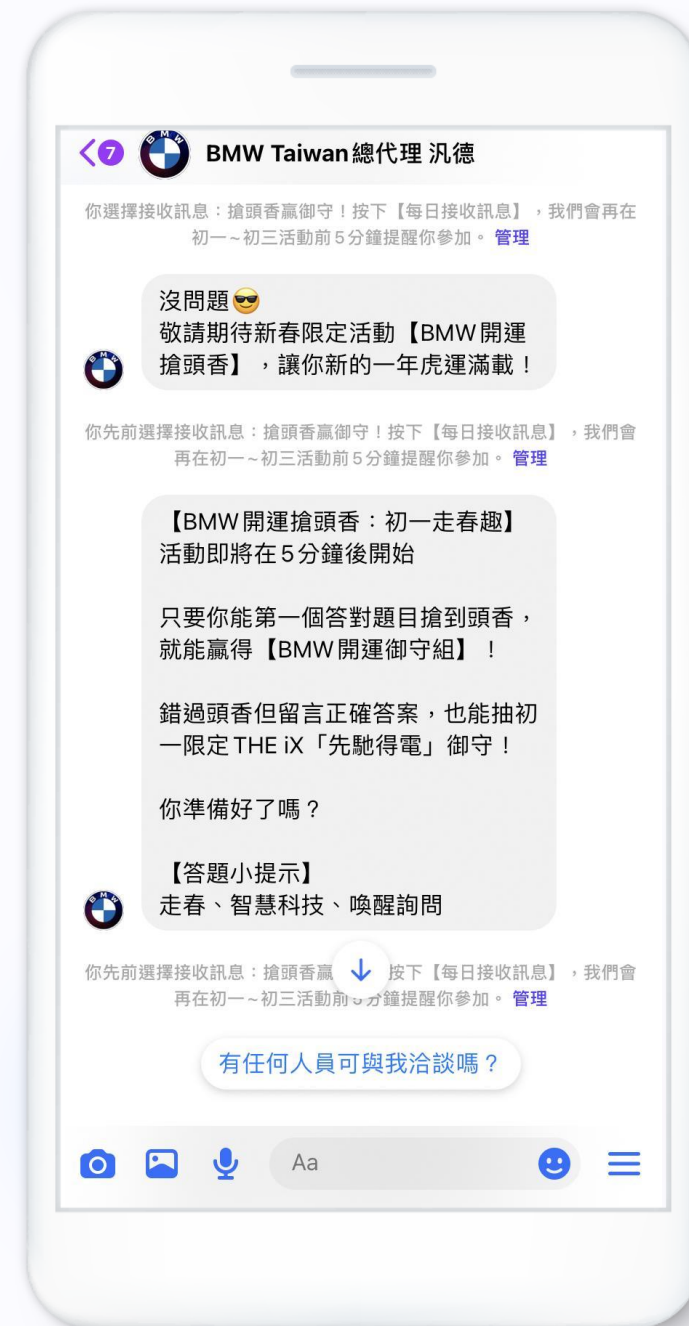 7
BMW Taiwan總代理 汎德
你選擇接收訊息：搶頭香贏御守！按下【每日接收訊息】，我們會再在
初一~初三活動前5分鐘提醒你參加。管理
沒問題😎
敬請期待新春限定活動【BMW開運
搶頭香】，讓你新的一年虎運滿載！
BMW
你先前選擇接收訊息：搶頭香贏御守！按下【每日接收訊息】，我們會
再在初一~初三活動前5分鐘提醒你參加。管理
【BMW開運搶頭香：初一走春趣】
活動即將在5分鐘後開始
只要你能第一個答對題目搶到頭香，
就能贏得【BMW開運御守組】！
錯過頭香但留言正確答案，也能抽初
一限定THE iX「先馳得電」御守！
你準備好了嗎？
【答題小提示】
走春、智慧科技、喚醒詢問
BMW
你先前選擇接收訊息：搶頭香贏 按下【每日接收訊息】，我們會
再在初一~初三活動前 分鐘提醒你參加。管理
有任何人員可與我洽談嗎？
Aa